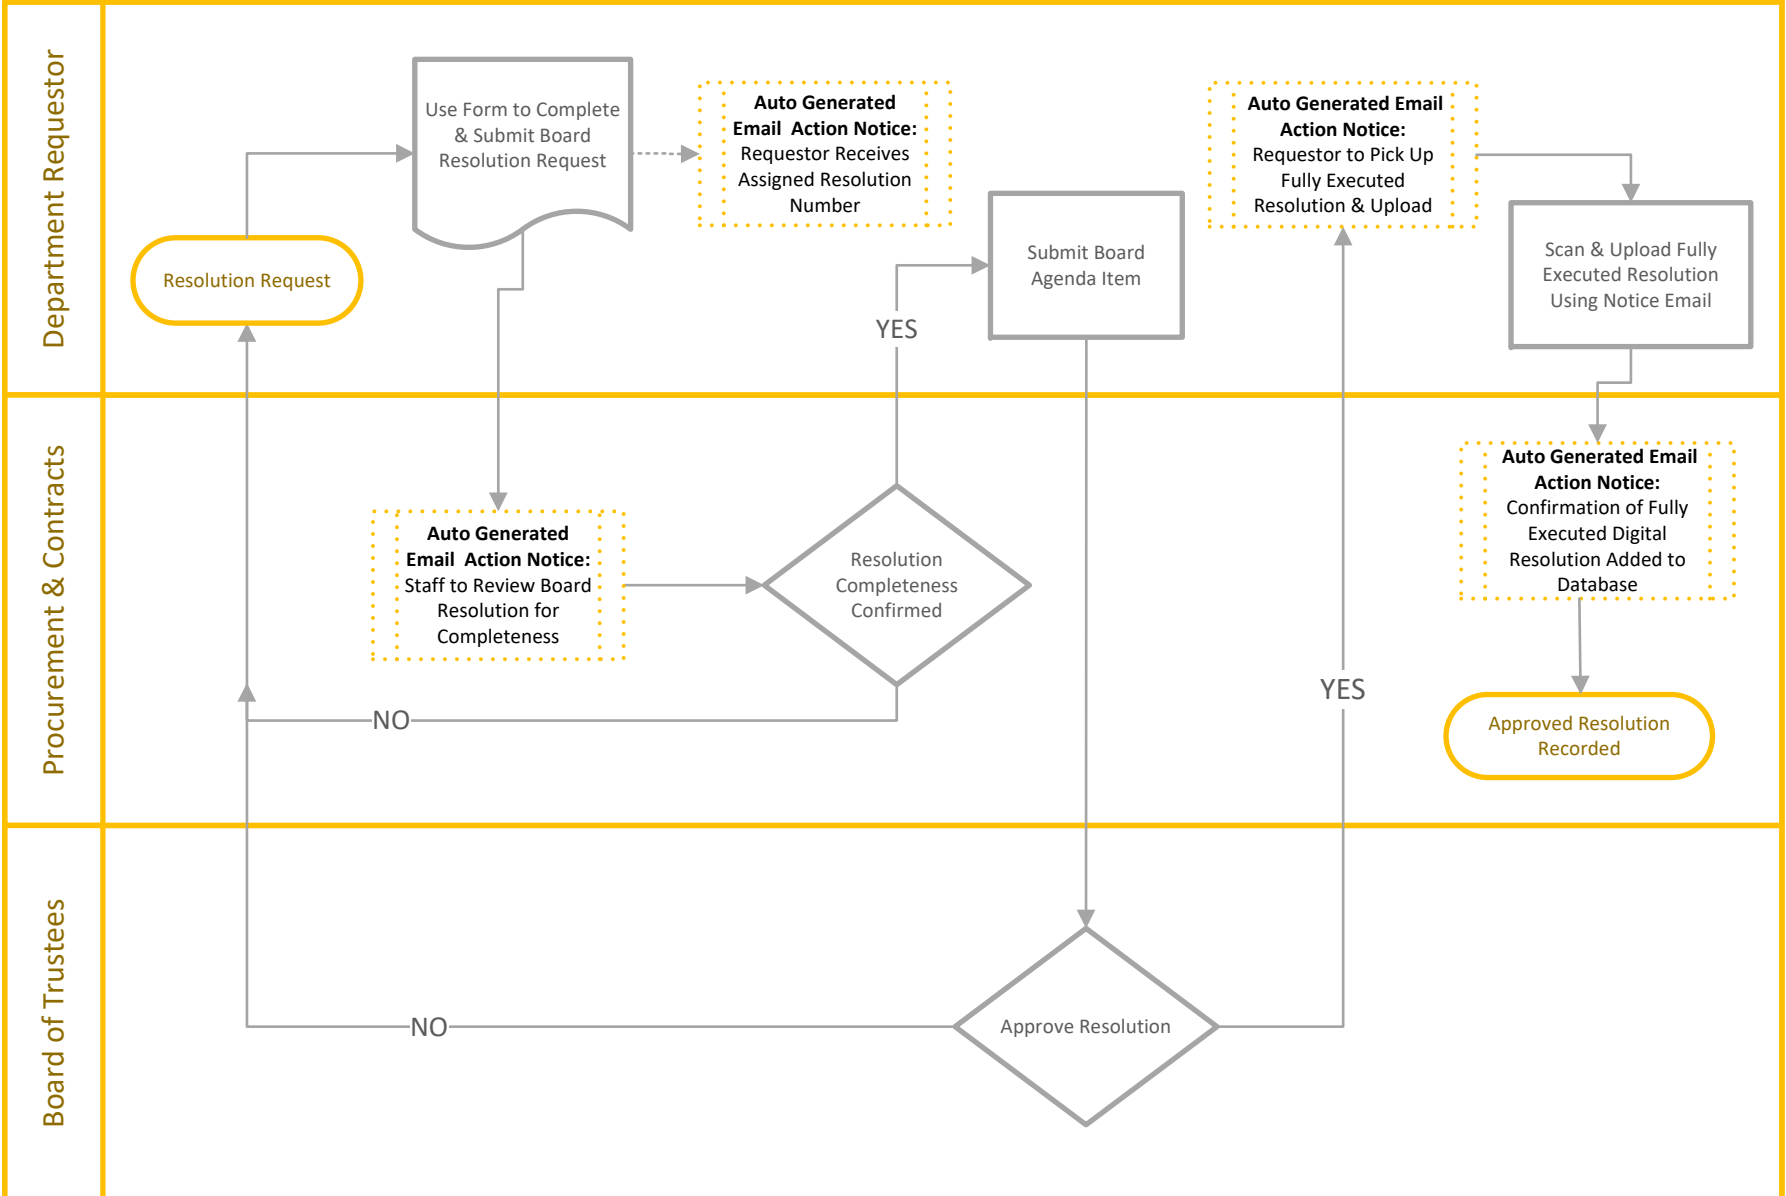 Department Requestor
Resolution Request
Use Form to Complete
& Submit Board
Resolution Request
Auto Generated
Email  Action Notice:
Requestor Receives
Assigned Resolution
Number
YES
Submit Board
Agenda Item
Auto Generated Email
Action Notice:
Requestor to Pick Up
Fully Executed
Resolution & Upload
Scan & Upload Fully
Executed Resolution
Using Notice Email
Procurement & Contracts
Auto Generated
Email  Action Notice:
Staff to Review Board
Resolution for
Completeness
Resolution
Completeness
Confirmed
NO
YES
Auto Generated Email
Action Notice:
Confirmation of Fully
Executed Digital
Resolution Added to
Database
Approved Resolution
Recorded
Board of Trustees
NO
Approve Resolution